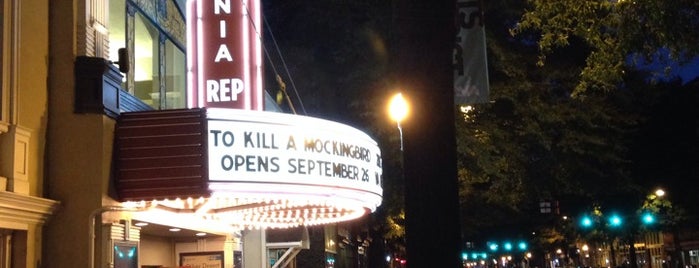 NIA
REP
TO KILL A MOCKINGBIRD
OPENS SEPTEMBER 26